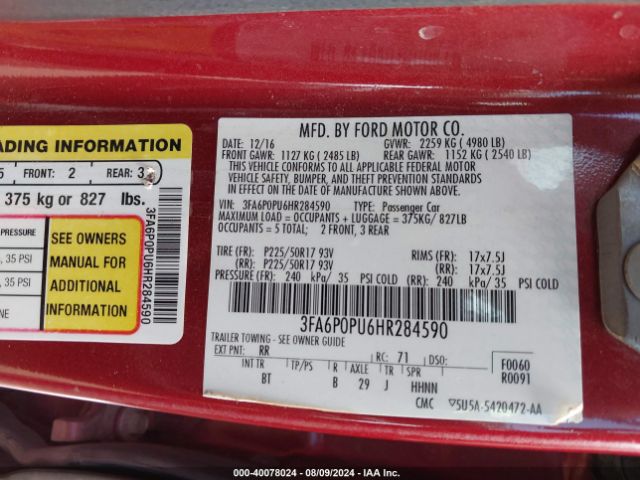 ADING INFORMATION
5 FRONT: 2 REAR: 3
375 kg or 827 lbs.
PRESSURE
35 PSI
35 PSI
NE
SEE OWNERS
MANUAL FOR
ADDITIONAL
INFORMATION
3FA6P0PU6HR284590
MFD. BY FORD MOTOR CO.
DATE: 12/16 GVWR: 2259 KG ( 4980 LB)
FRONT GAWR: 1127 KG ( 2485 LB) REAR GAWR: 1152 KG ( 2540 LB)
THIS VEHICLE CONFORMS TO ALL APPLICABLE FEDERAL MOTOR
VEHICLE SAFETY, BUMPER, AND THEFT PREVENTION STANDARDS
IN EFFECT ON THE DATE OF MANUFACTURE SHOWN ABOVE.
VIN: 3FA6P0PU6HR284590 TYPE: Passenger Car
MAXIMUM LOAD = OCCUPANTS + LUGGAGE = 375KG/ 827LB
OCCUPANTS = 5 TOTAL: 2 FRONT, 3 REAR
TIRE (FR): P225/50R17 93V RIMS (FR): 17x7.5J
(RR): P225/50R17 93V (RR): 17x7.5J
PRESSURE (FR): 240 kPa/ 35 PSI COLD (RR): 240 kPa/ 35 PSI COLD
3FA6P0PU6HR284590
TRAILER TOWING - SEE OWNER GUIDE
EXT PNT: RR RC: 71 DSO: F0060
INT TR TP/PS R AXLE TR SPR R0091
BT B 29 J HHNN
CMC ▽5U5A-5420472-AA
000-40078024 — 08/09/2024 — IAA Inc.